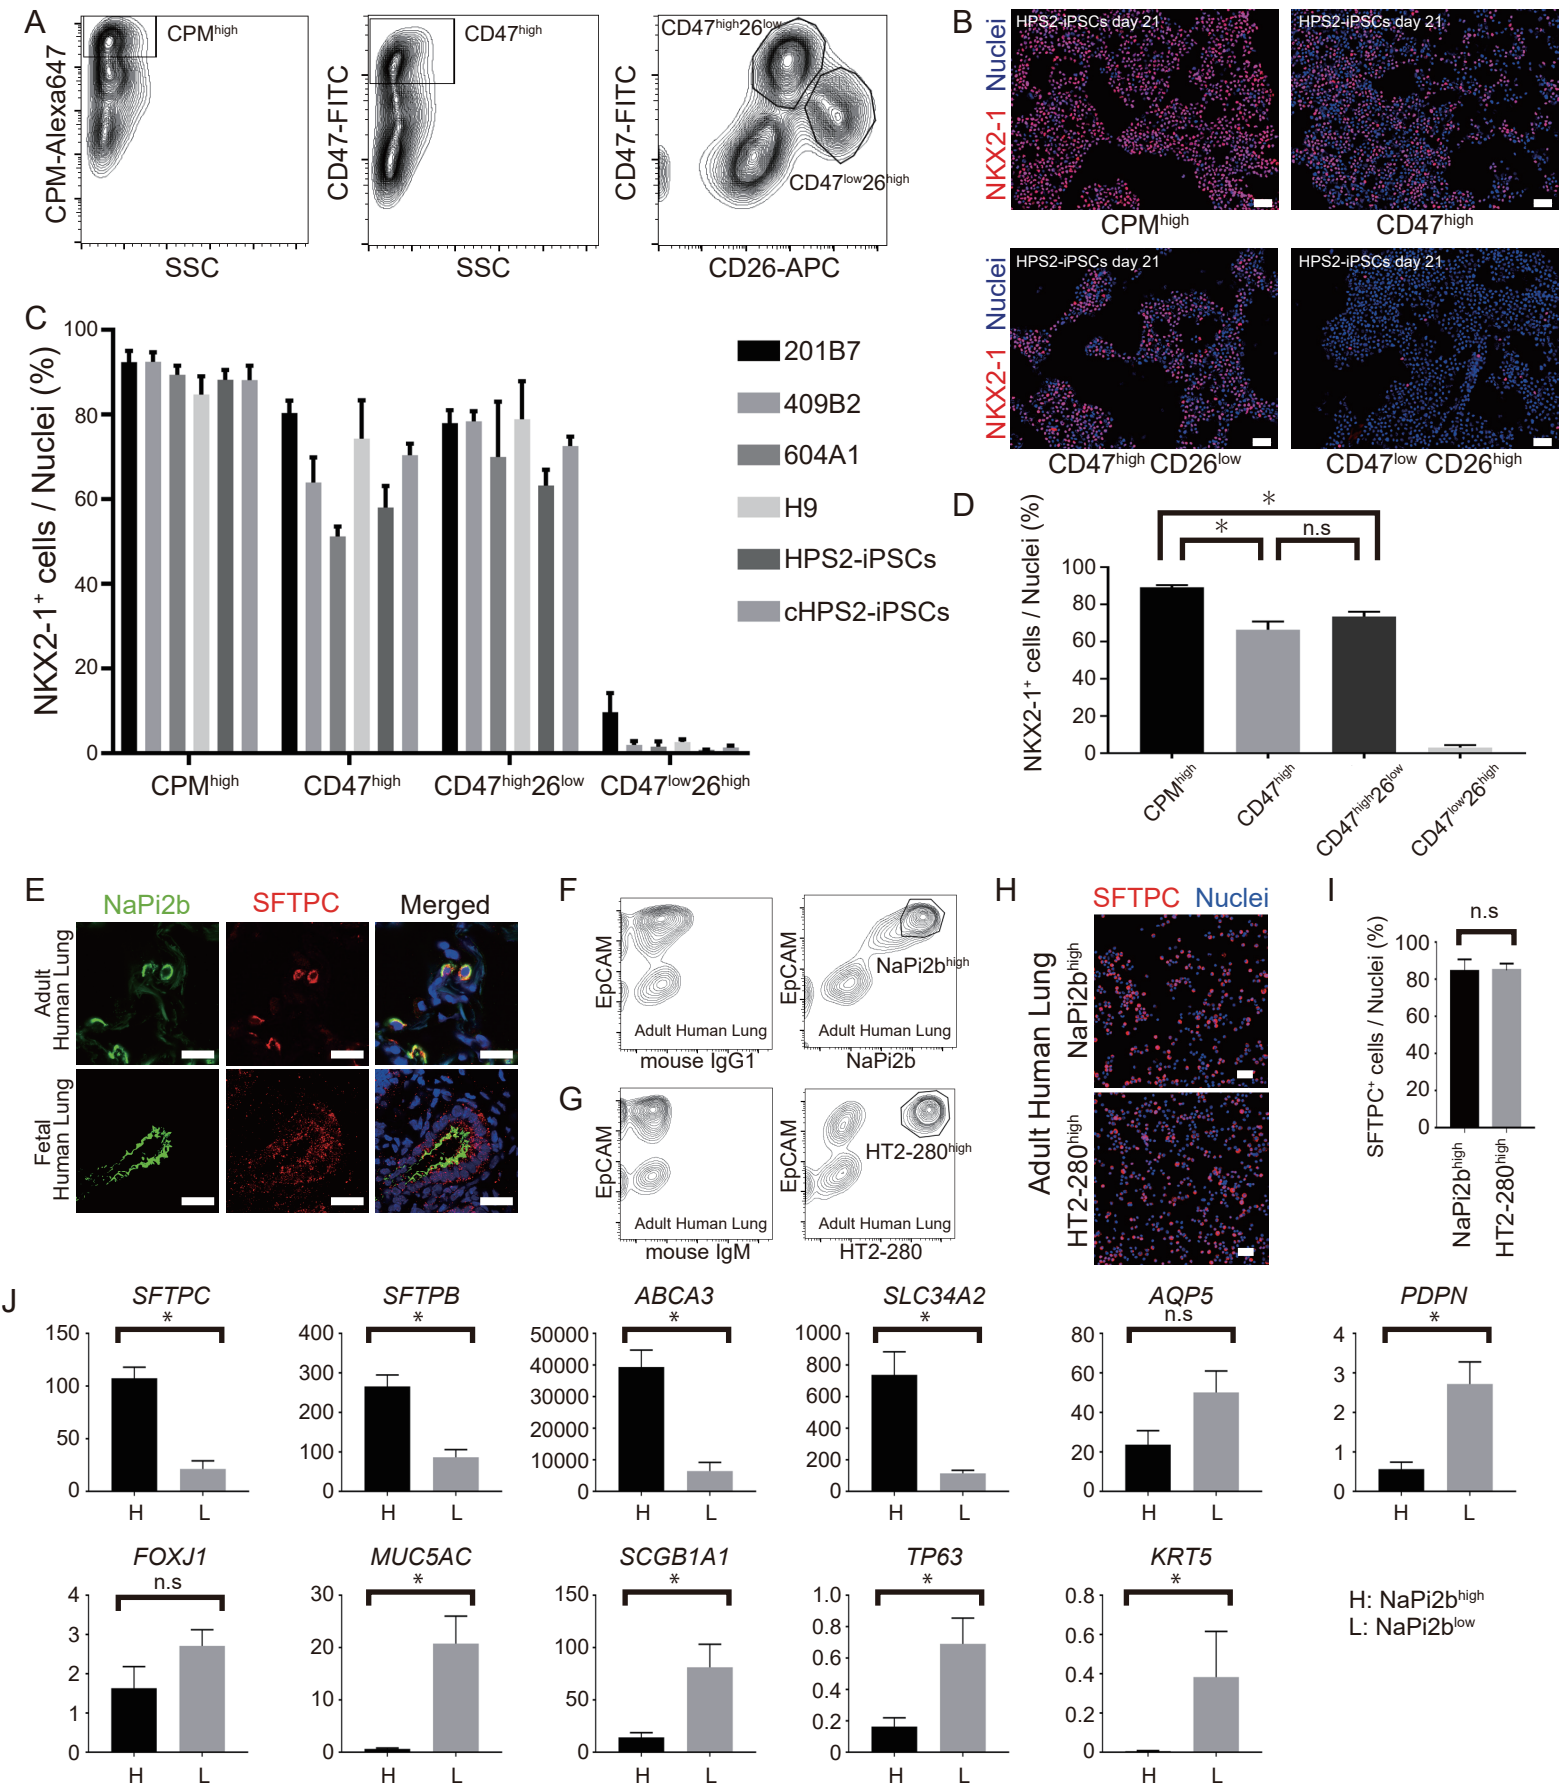 A
CPM-Alexa647
CPMhigh
SSC
CD47-FITC
CD47high
SSC
CD47-FITC
CD47high26low
CD47low26high
CD26-APC
B
NKX2-1 Nuclei
HPS2-iPSCs day 21
CPMhigh
HPS2-iPSCs day 21
CD47high
NKX2-1 Nuclei
HPS2-iPSCs day 21
CD47high CD26low
HPS2-iPSCs day 21
CD47low CD26high
C
NKX2-1+ cells / Nuclei (%)
100
80
60
40
20
0
CPMhigh
CD47high
CD47high26low
CD47low26high
201B7
409B2
604A1
H9
HPS2-iPSCs
cHPS2-iPSCs
D
NKX2-1+ cells / Nuclei (%)
*
* n.s
100
80
60
40
20
0
CPMhigh
CD47high
CD47high26low
CD47low26high
E
NaPi2b SFTPC Merged
Adult
Human Lung
Fetal
Human Lung
F
EpCAM
Adult Human Lung
mouse IgG1
EpCAM
NaPi2bhigh
Adult Human Lung
NaPi2b
G
EpCAM
Adult Human Lung
mouse IgM
EpCAM
HT2-280high
Adult Human Lung
HT2-280
H
SFTPC Nuclei
Adult Human Lung
NaPi2bhigh
HT2-280high
I
SFTPC+ cells / Nuclei (%)
n.s
100
80
60
40
20
0
NaPi2bhigh
HT2-280high
J
SFTPC
*
150
100
50
0
H L
SFTPB
*
400
300
200
100
0
H L
ABCA3
*
50000
40000
30000
20000
10000
0
H L
SLC34A2
*
1000
800
600
400
200
0
H L
AQP5
n.s
80
60
40
20
0
H L
PDPN
*
4
3
2
1
0
H L
FOXJ1
n.s
4
3
2
1
0
H L
MUC5AC
*
30
20
10
0
H L
SCGB1A1
*
150
100
50
0
H L
TP63
*
1.0
0.8
0.6
0.4
0.2
0
H L
KRT5
*
0.8
0.6
0.4
0.2
0
H L
H: NaPi2bhigh
L: NaPi2blow